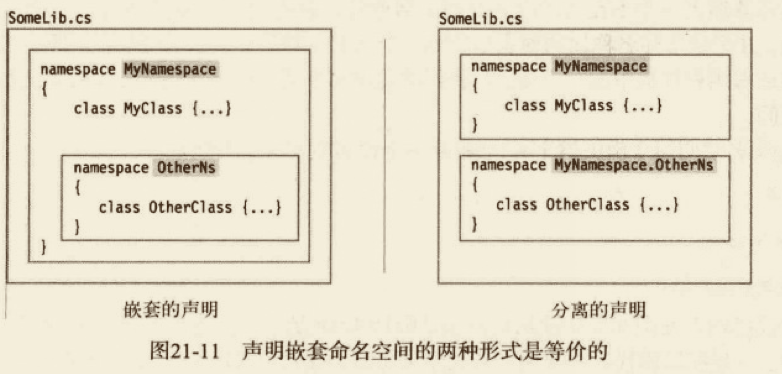 SomeLib.cs
namespace MyNamespace
{
class MyClass {...}
namespace OtherNs
{
class OtherClass {...}
}
}
嵌套的声明
SomeLib.cs
namespace MyNamespace
{
class MyClass {...}
}
namespace MyNamespace.OtherNs
{
class OtherClass {...}
}
分离的声明
图21-11 声明嵌套命名空间的两种形式是等价的